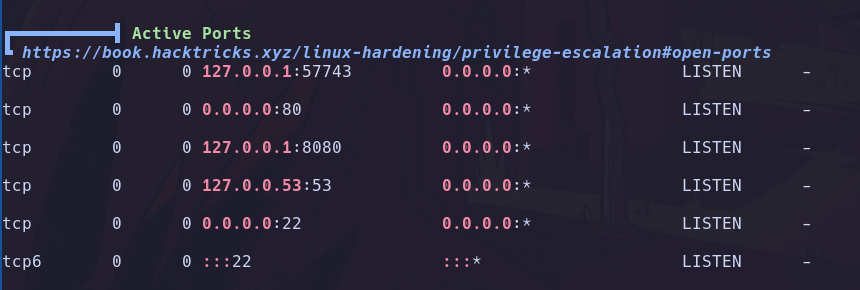 Active Ports
https://book.hacktricks.xyz/linux-hardening/privilege-escalation#open-ports
tcp 0 0 127.0.0.1:57743 0.0.0.0:* LISTEN -
tcp 0 0 0.0.0.0:80 0.0.0.0:* LISTEN -
tcp 0 0 127.0.0.1:8080 0.0.0.0:* LISTEN -
tcp 0 0 127.0.0.53:53 0.0.0.0:* LISTEN -
tcp 0 0 0.0.0.0:22 0.0.0.0:* LISTEN -
tcp6 0 0 :::22 :::* LISTEN -